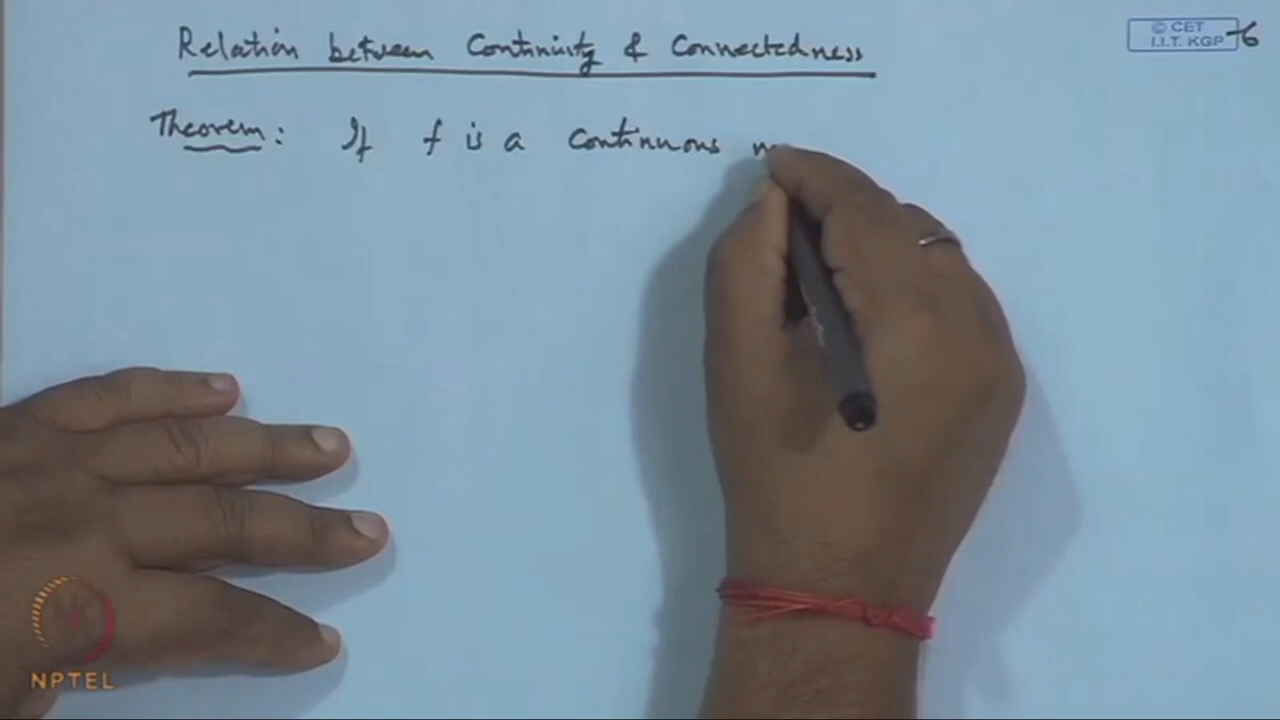 Relation between Continuity & Connectedness
© CET
I.I.T. KGP
Theorem: If f is a continuous
NPTEL